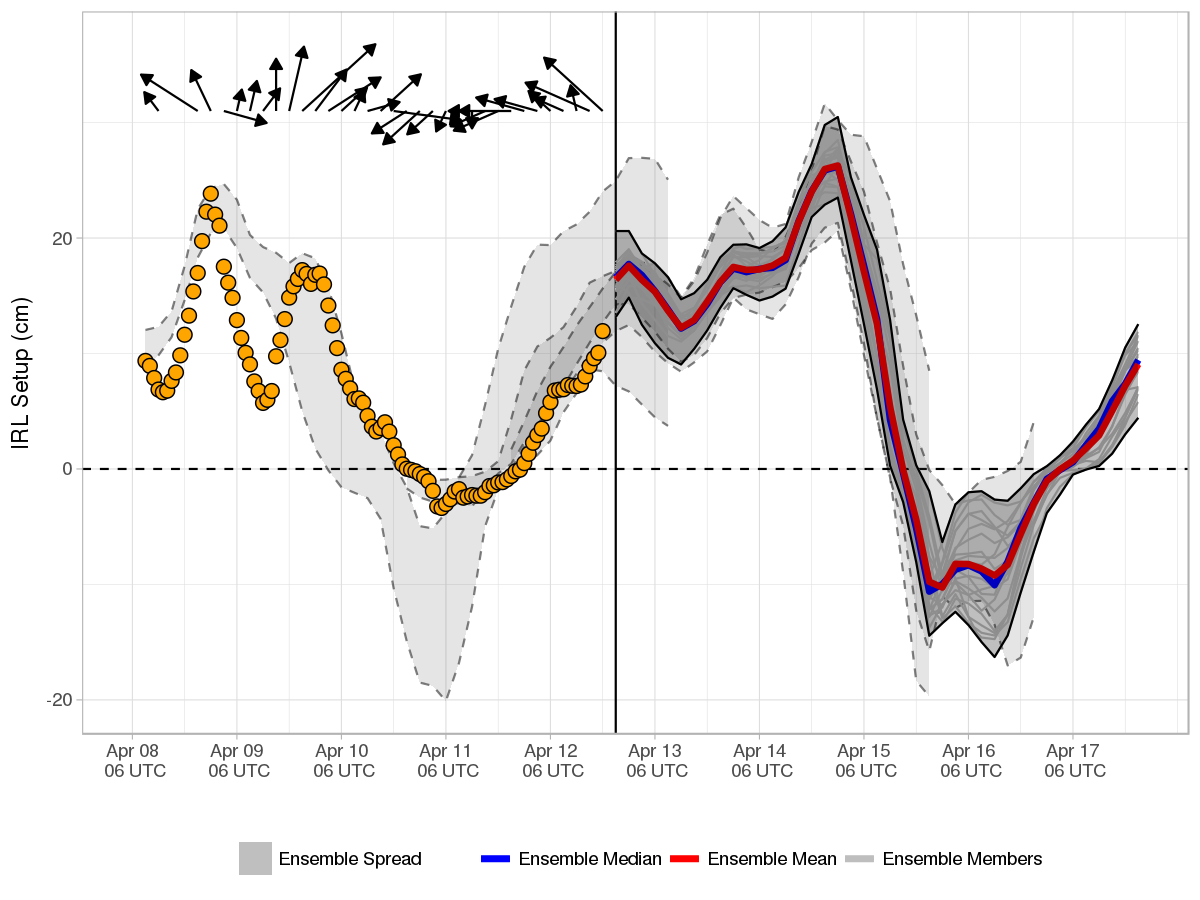 IRL Setup (cm)
20
0
-20
Apr 08
06 UTC
Apr 09
06 UTC
Apr 10
06 UTC
Apr 11
06 UTC
Apr 12
06 UTC
Apr 13
06 UTC
Apr 14
06 UTC
Apr 15
06 UTC
Apr 16
06 UTC
Apr 17
06 UTC
Ensemble Spread
Ensemble Median
Ensemble Mean
Ensemble Members